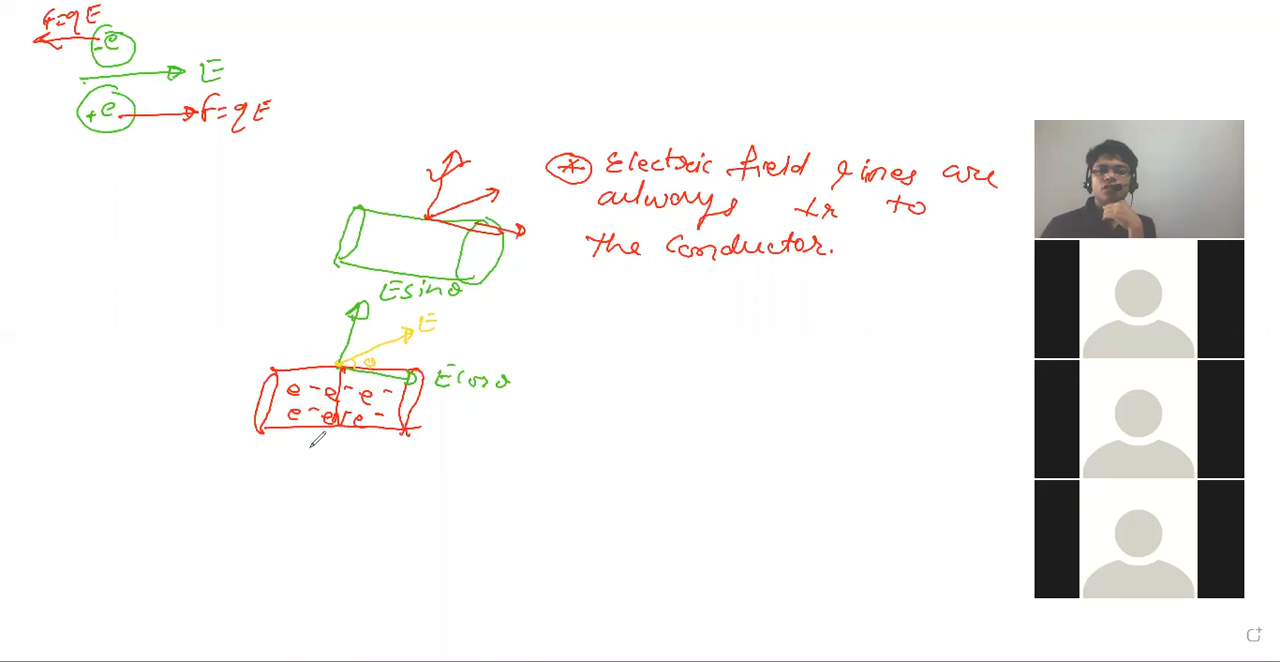 F=qE
-e
E
+e
F=qE
* Electric field lines are
always ⊥r to
the conductor.
E sinθ
E
θ
E cosθ
e- e- e-
e- e- e-